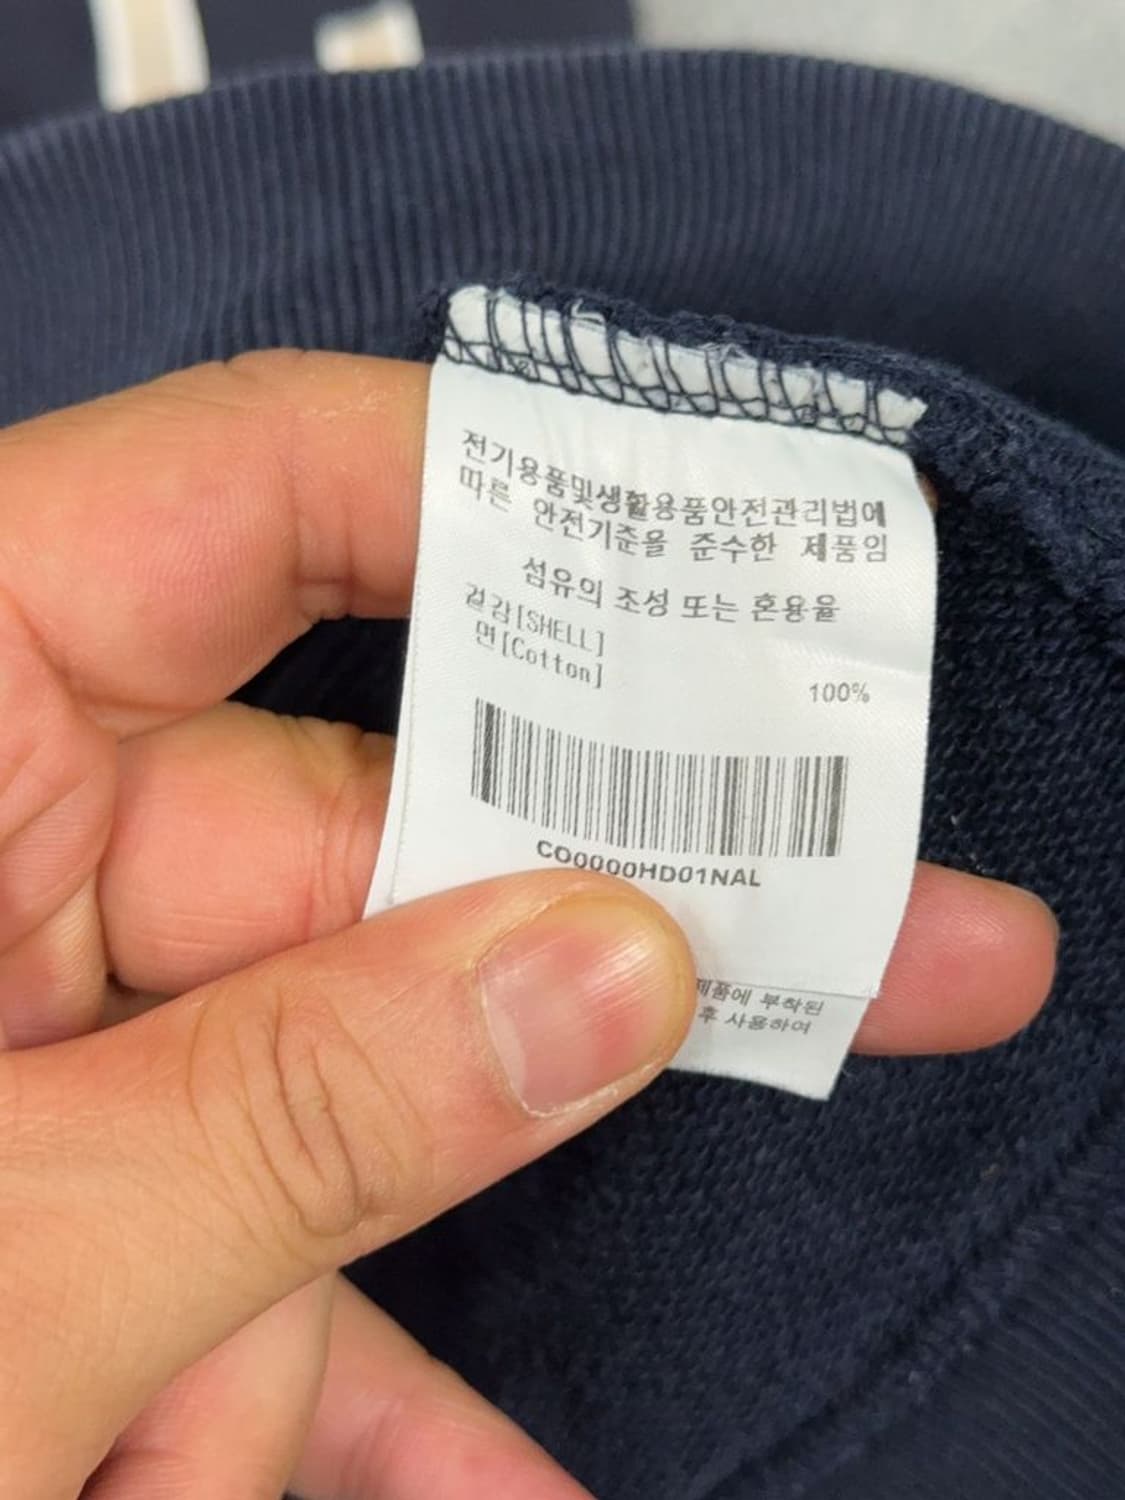 전기용품및생활용품안전관리법에
따른 안전기준을 준수한 제품임
섬유의 조성 또는 혼용율
겉감[SHELL]
면[Cotton]
100%
CO0000HD01NAL
제품에 부착된
후 사용하여